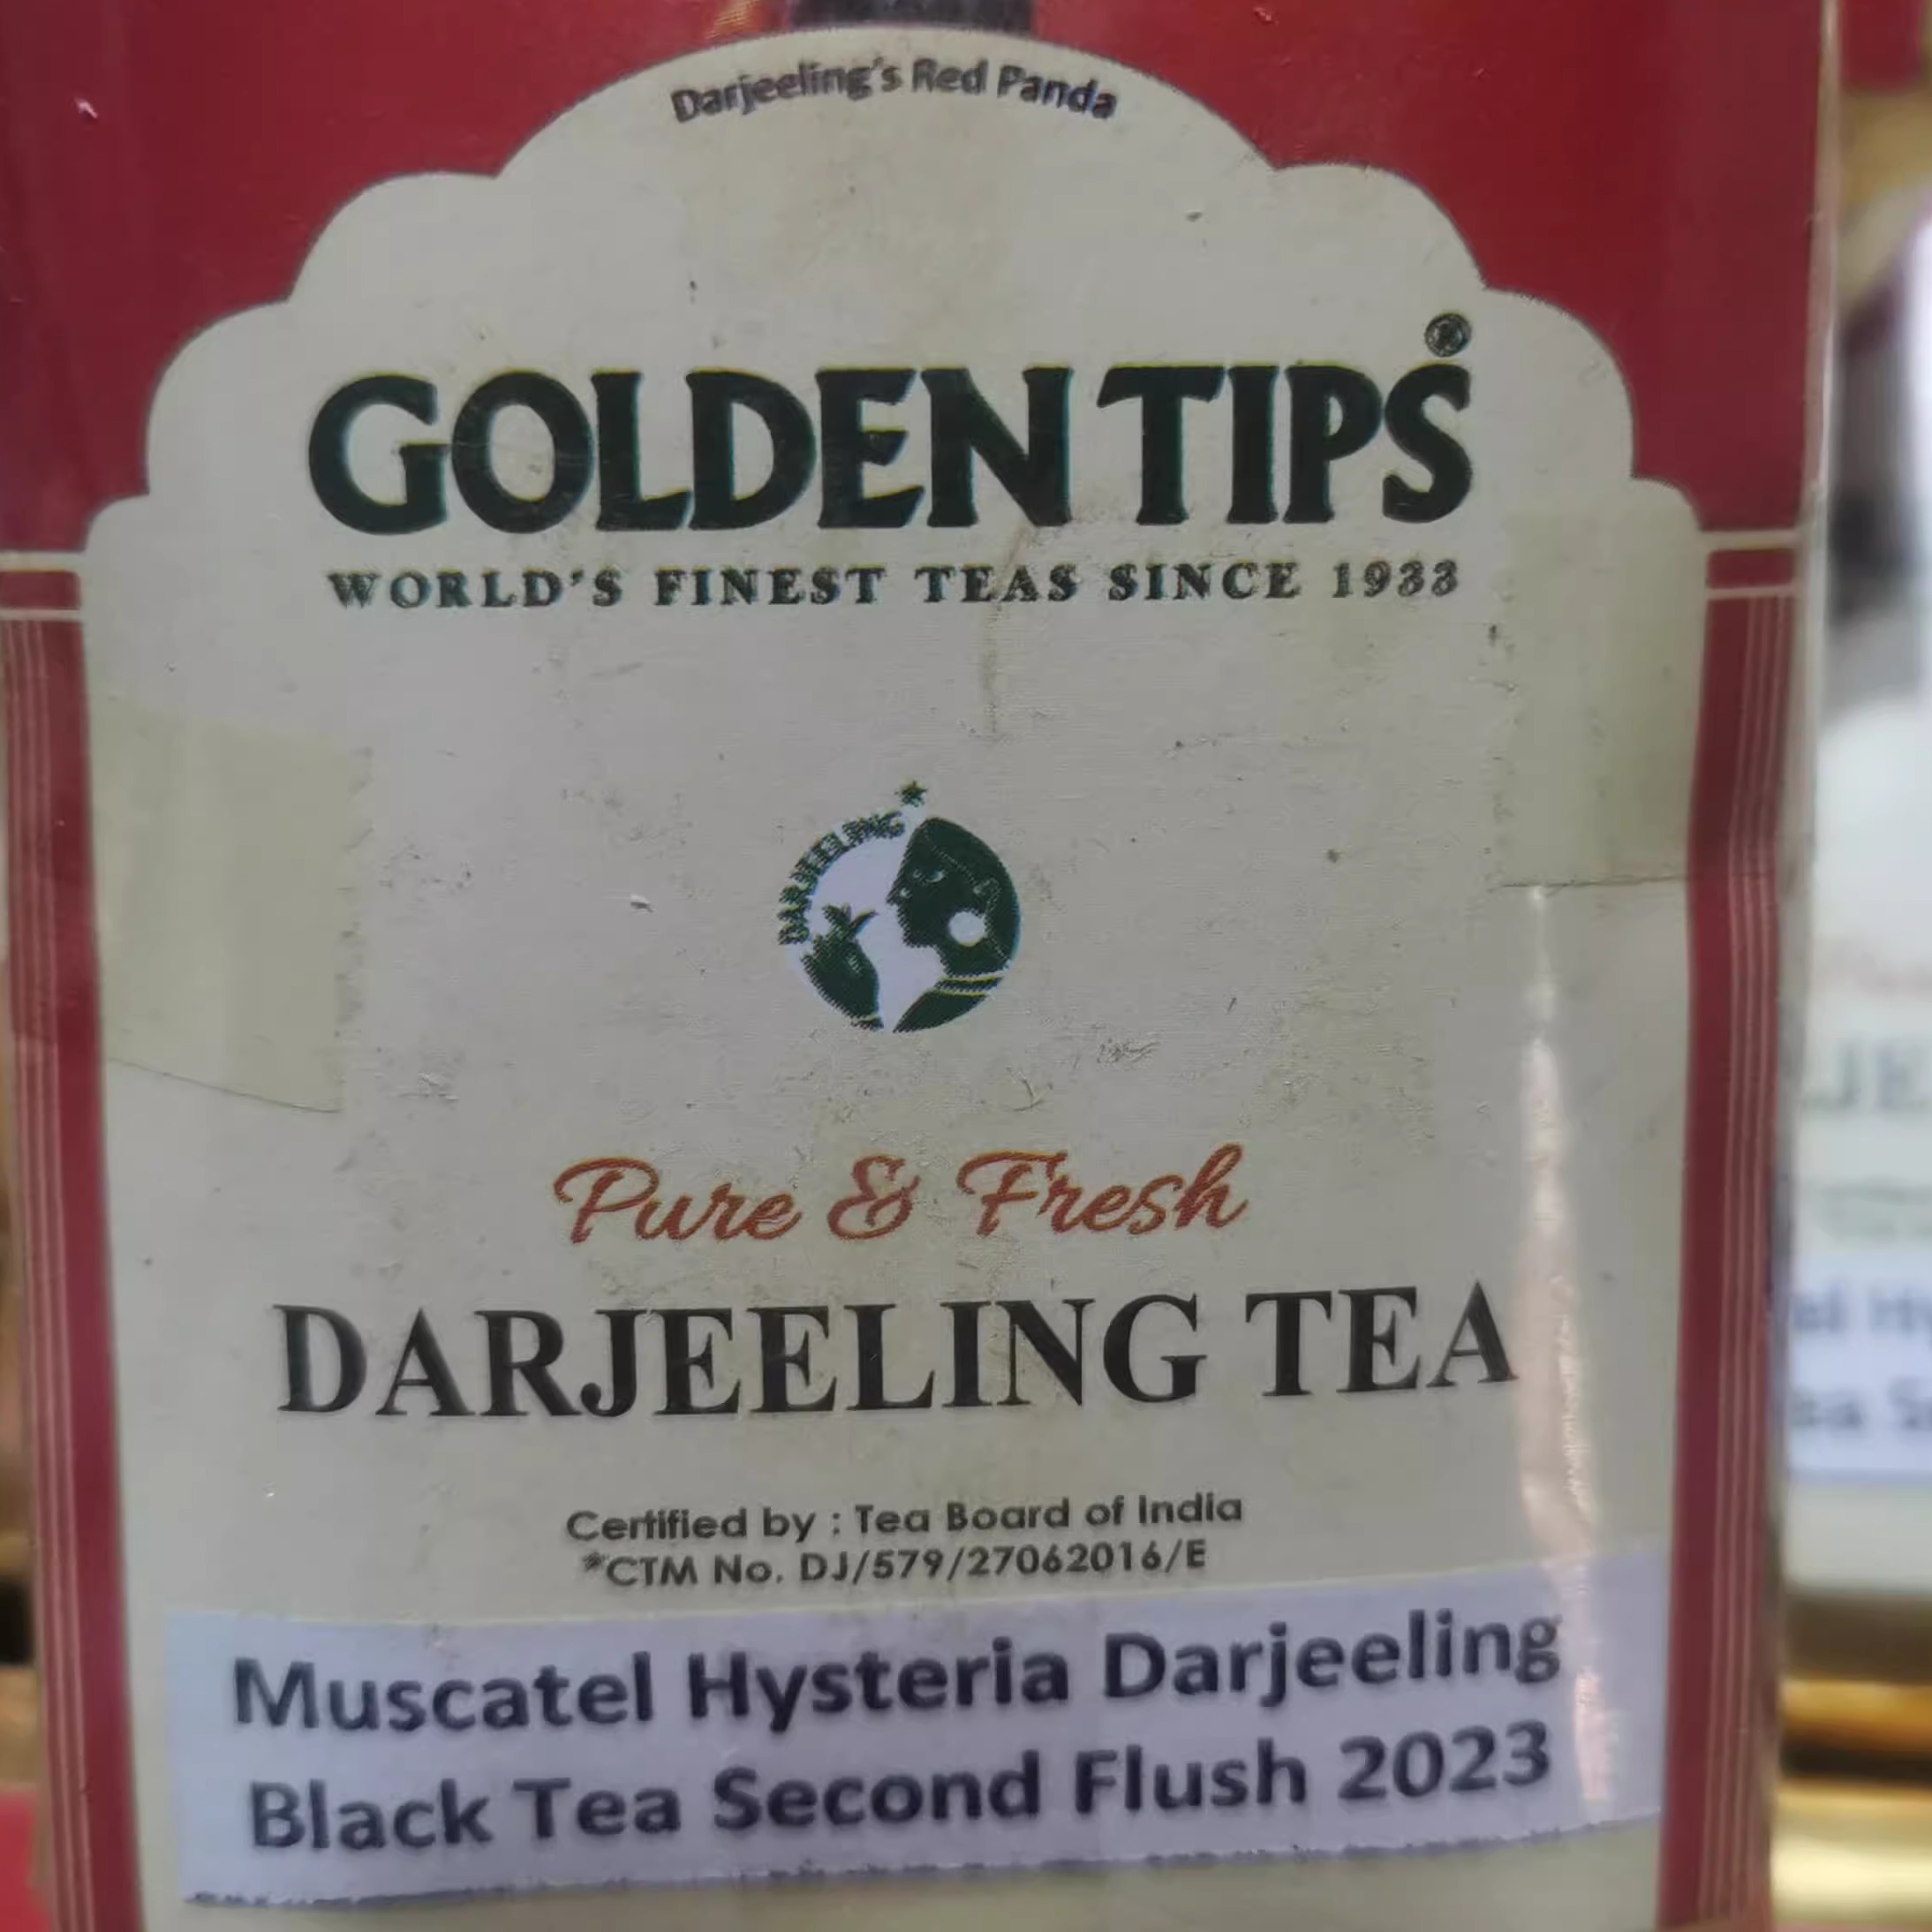 Darjeeling's Red Panda
GOLDEN TIPS®
WORLD'S FINEST TEAS SINCE 1933
DARJEELING
Pure & Fresh
DARJEELING TEA
Certified by : Tea Board of India
*CTM No. DJ/579/27062016/E
Muscatel Hysteria Darjeeling
Black Tea Second Flush 2023